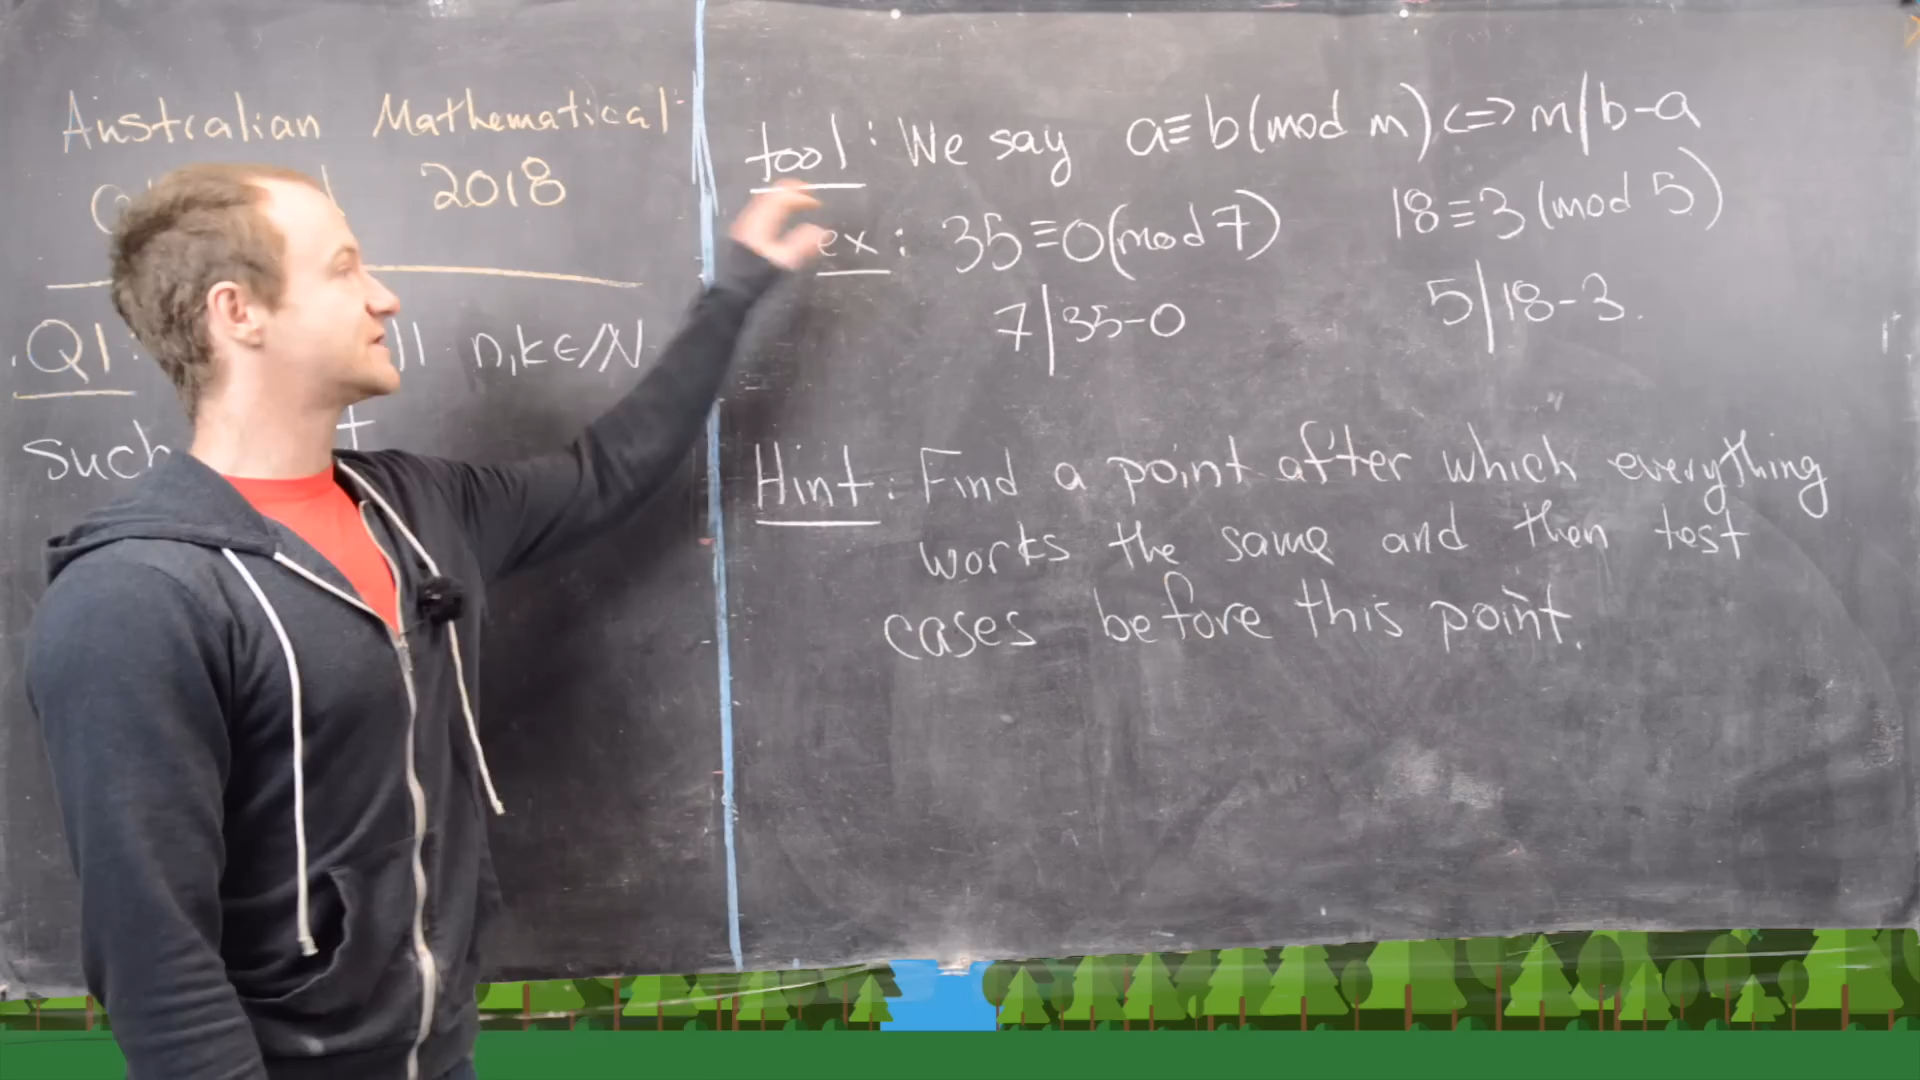 Australian Mathematical
2018
Q1 n,k∈ℕ
such
tool: We say a≡b(mod m)⇔m|b-a
ex: 35≡0(mod 7) 18≡3(mod 5)
7|35-0 5|18-3.
Hint: Find a point after which everything
works the same and then test
cases before this point.